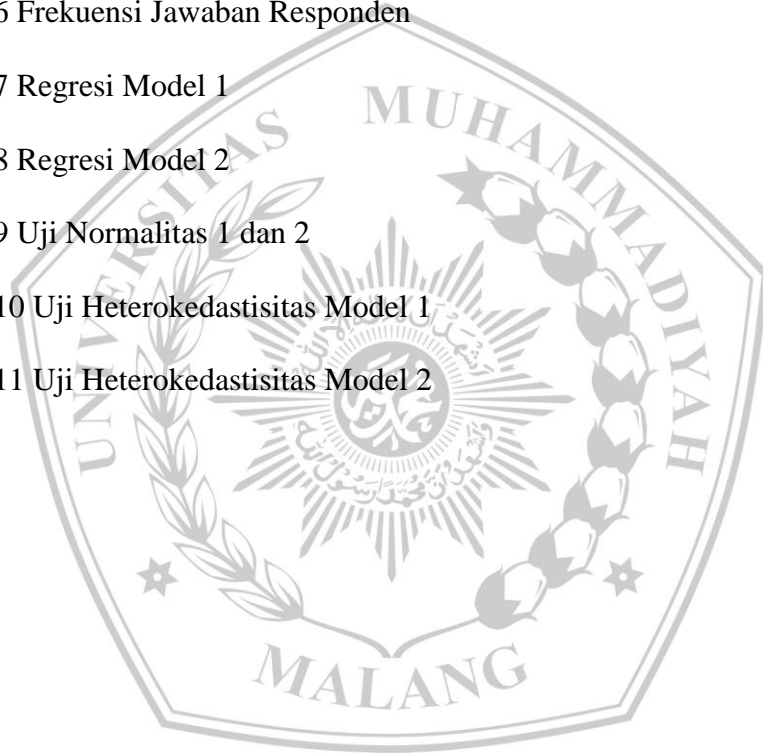 6 Frekuensi Jawaban Responden
7 Regresi Model 1
8 Regresi Model 2
9 Uji Normalitas 1 dan 2
10 Uji Heterokedastisitas Model 1
11 Uji Heterokedastisitas Model 2
UNIVERSITAS MUHAMMADIYAH
MALANG